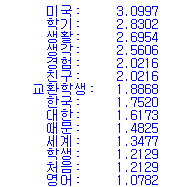 미국: 3.0997
학기: 2.8302
생활: 2.6954
생각: 2.5606
경험: 2.0216
친구: 2.0216
교환학생: 1.8868
한국: 1.7520
대학: 1.6173
때문: 1.4825
세계: 1.3477
학생: 1.2129
처음: 1.2129
영어: 1.0782